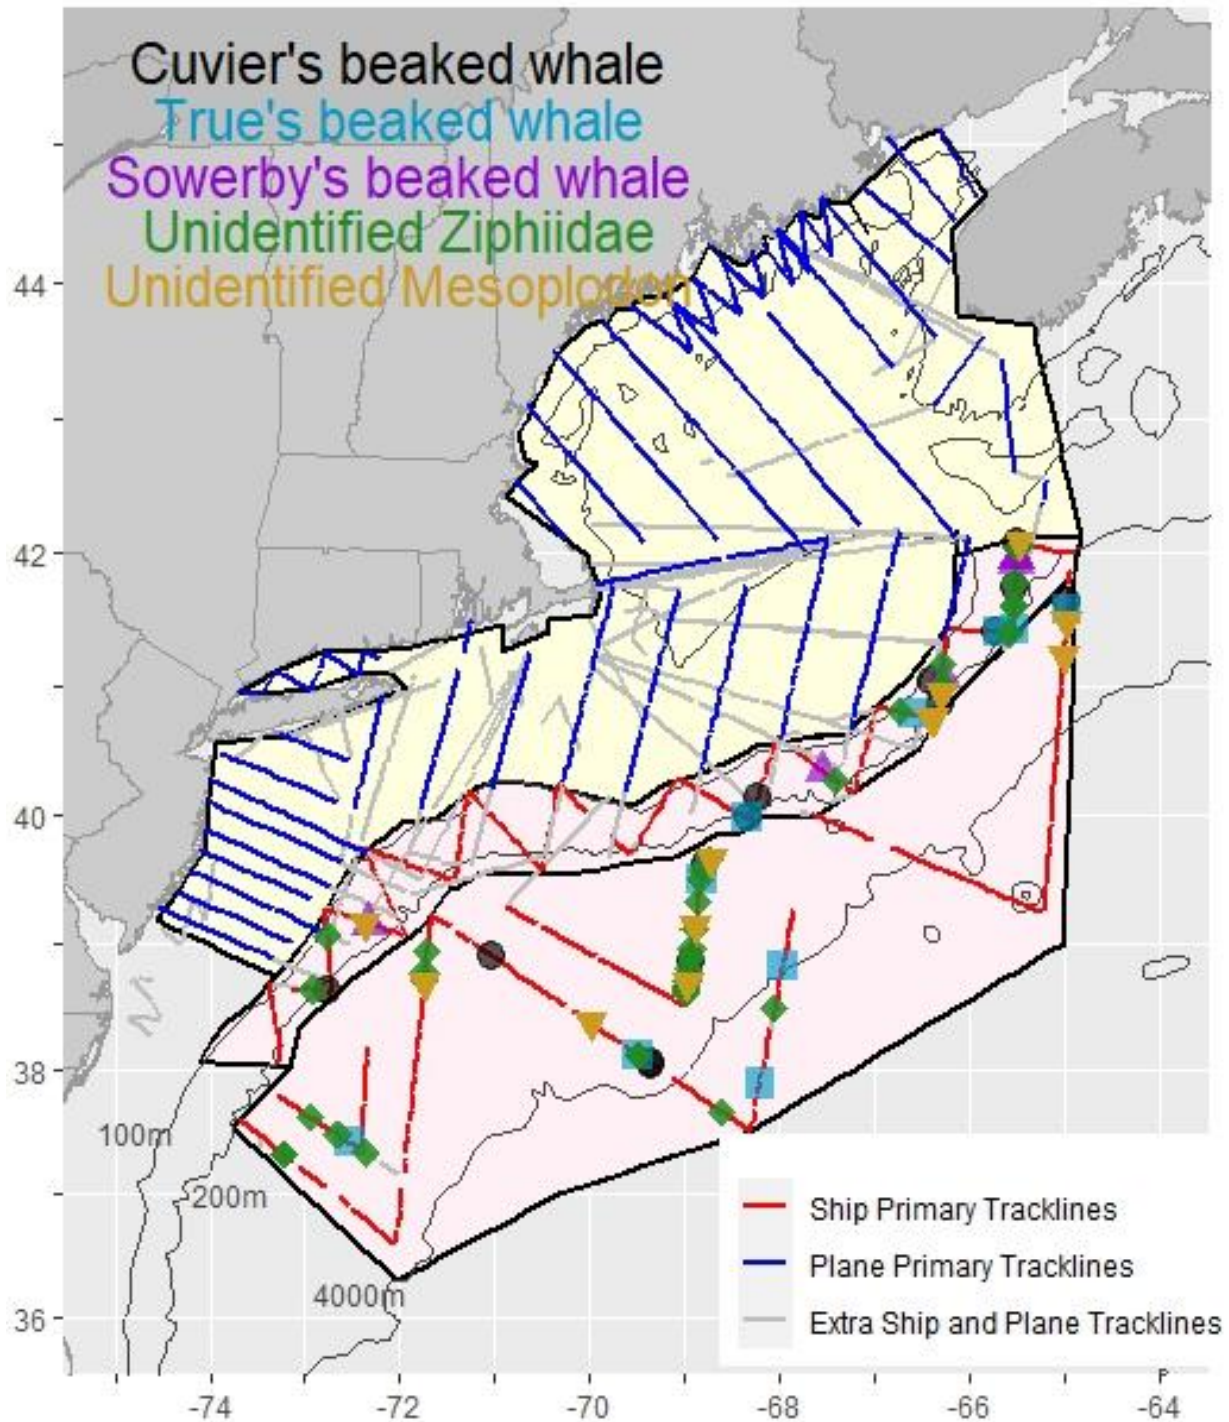 Cuvier's beaked whale
True's beaked whale
Sowerby's beaked whale
Unidentified Ziphiidae
Unidentified Mesoplodon
44
42
40
38
36
100m
200m
4000m
Ship Primary Tracklines
Plane Primary Tracklines
Extra Ship and Plane Tracklines
-74
-72
-70
-68
-66
-64